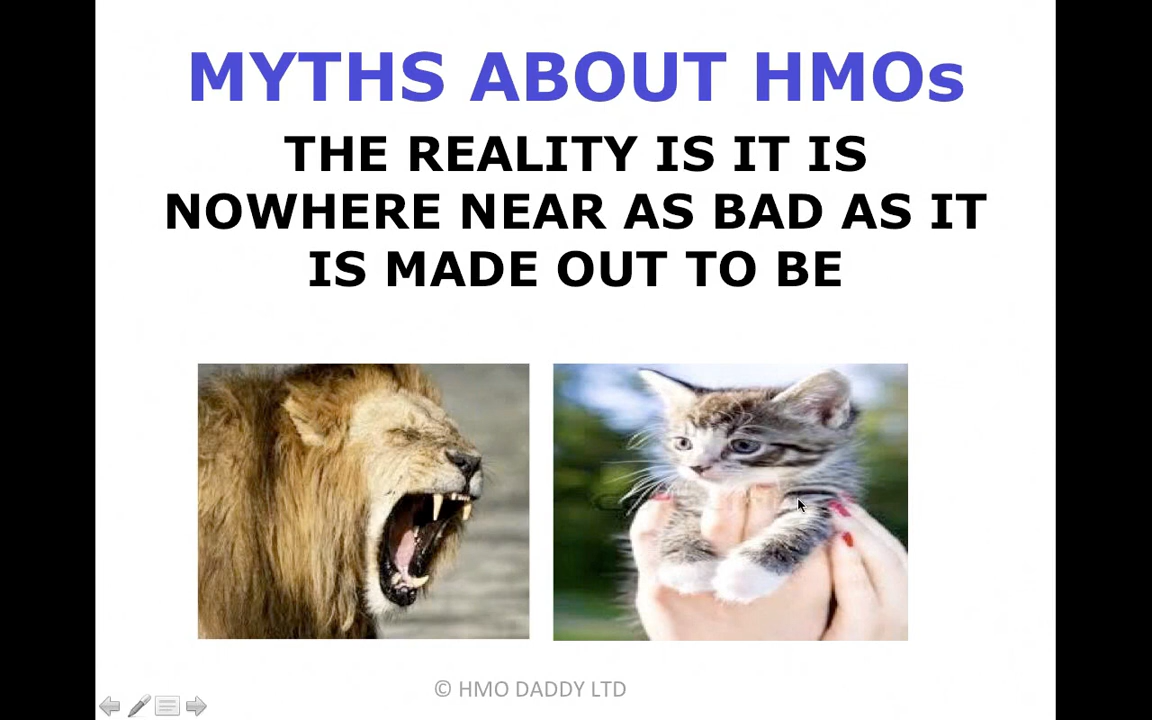 MYTHS ABOUT HMOs
THE REALITY IS IT IS
NOWHERE NEAR AS BAD AS IT
IS MADE OUT TO BE
© HMO DADDY LTD